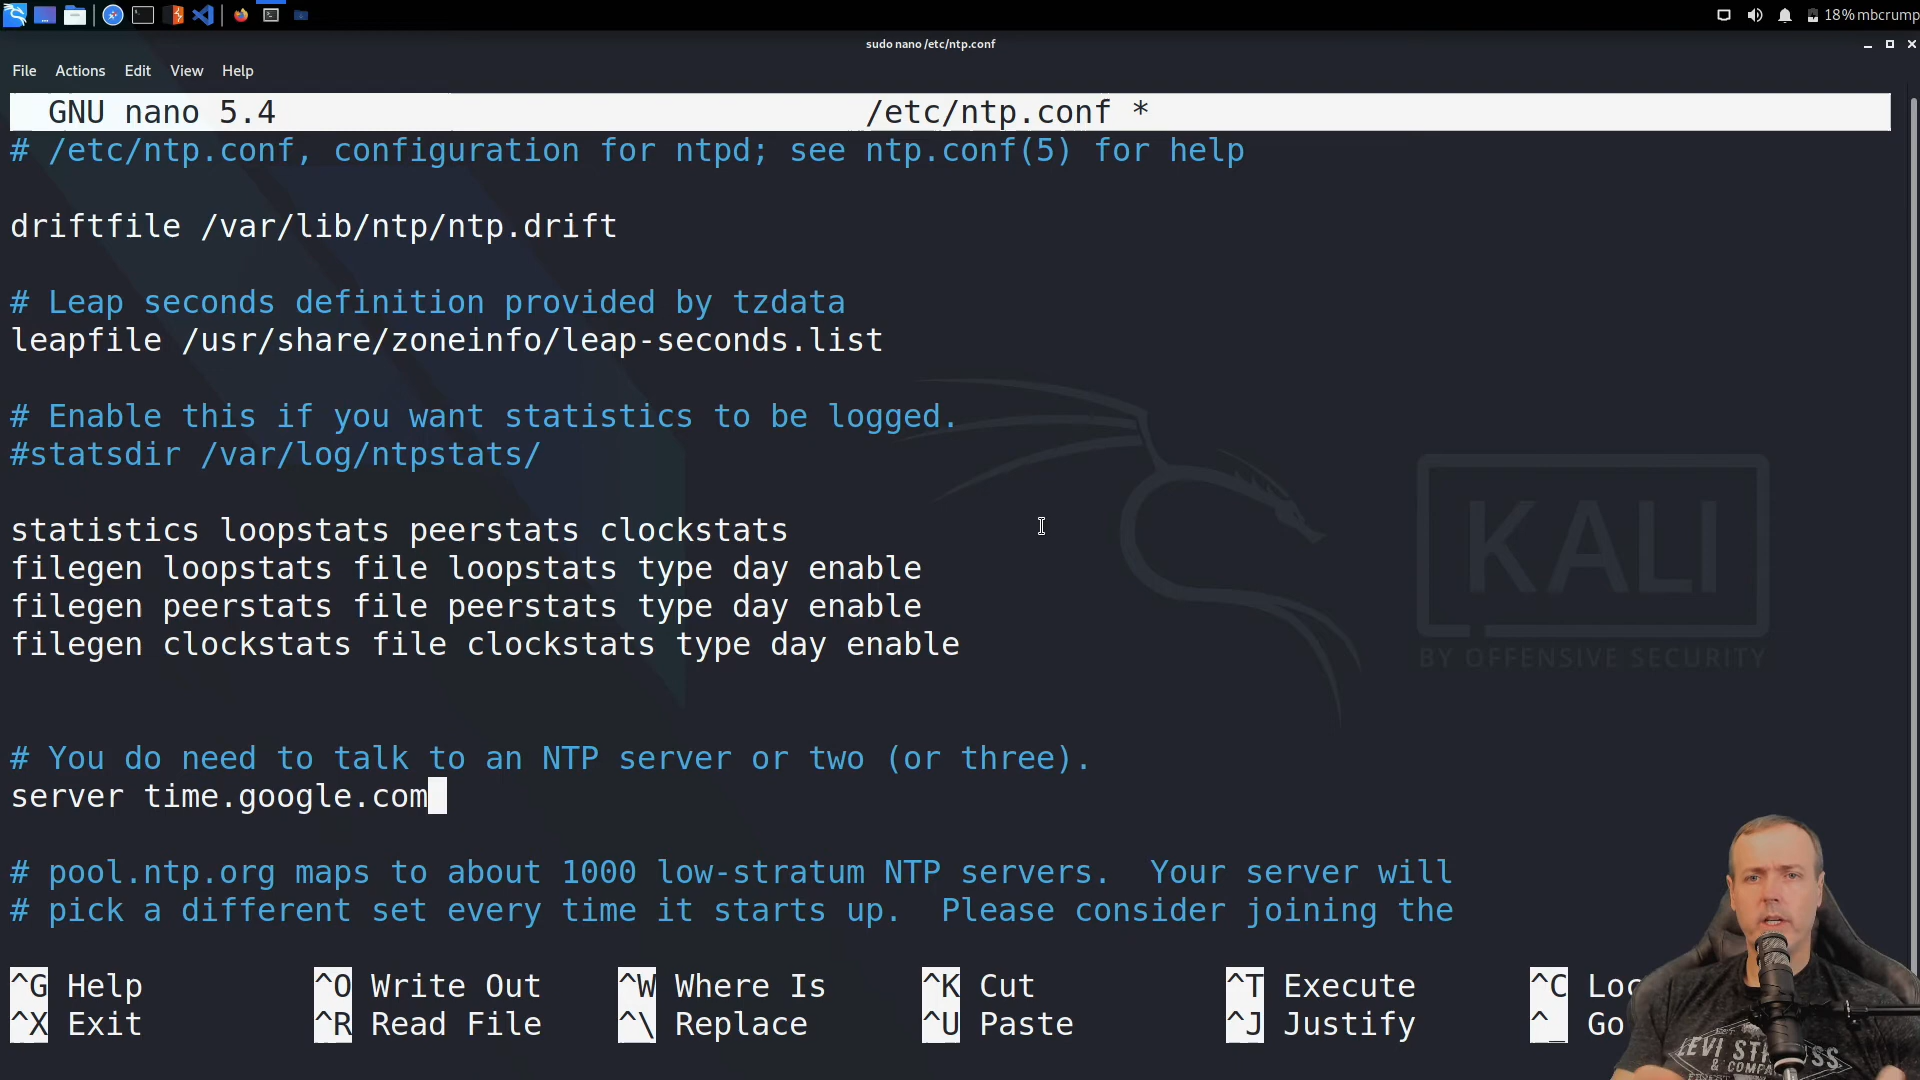 18% mbcrump
sudo nano /etc/ntp.conf
File Actions Edit View Help
GNU nano 5.4 /etc/ntp.conf *
# /etc/ntp.conf, configuration for ntpd; see ntp.conf(5) for help
driftfile /var/lib/ntp/ntp.drift
# Leap seconds definition provided by tzdata
leapfile /usr/share/zoneinfo/leap-seconds.list
# Enable this if you want statistics to be logged.
#statsdir /var/log/ntpstats/
statistics loopstats peerstats clockstats
filegen loopstats file loopstats type day enable
filegen peerstats file peerstats type day enable
filegen clockstats file clockstats type day enable
KALI
BY OFFENSIVE SECURITY
# You do need to talk to an NTP server or two (or three).
server time.google.com
# pool.ntp.org maps to about 1000 low-stratum NTP servers.  Your server will
# pick a different set every time it starts up.  Please consider joining the
^G Help ^O Write Out ^W Where Is ^K Cut ^T Execute ^C Loc
^X Exit ^R Read File ^\ Replace ^U Paste ^J Justify ^_ Go
LEVI
& COMPA